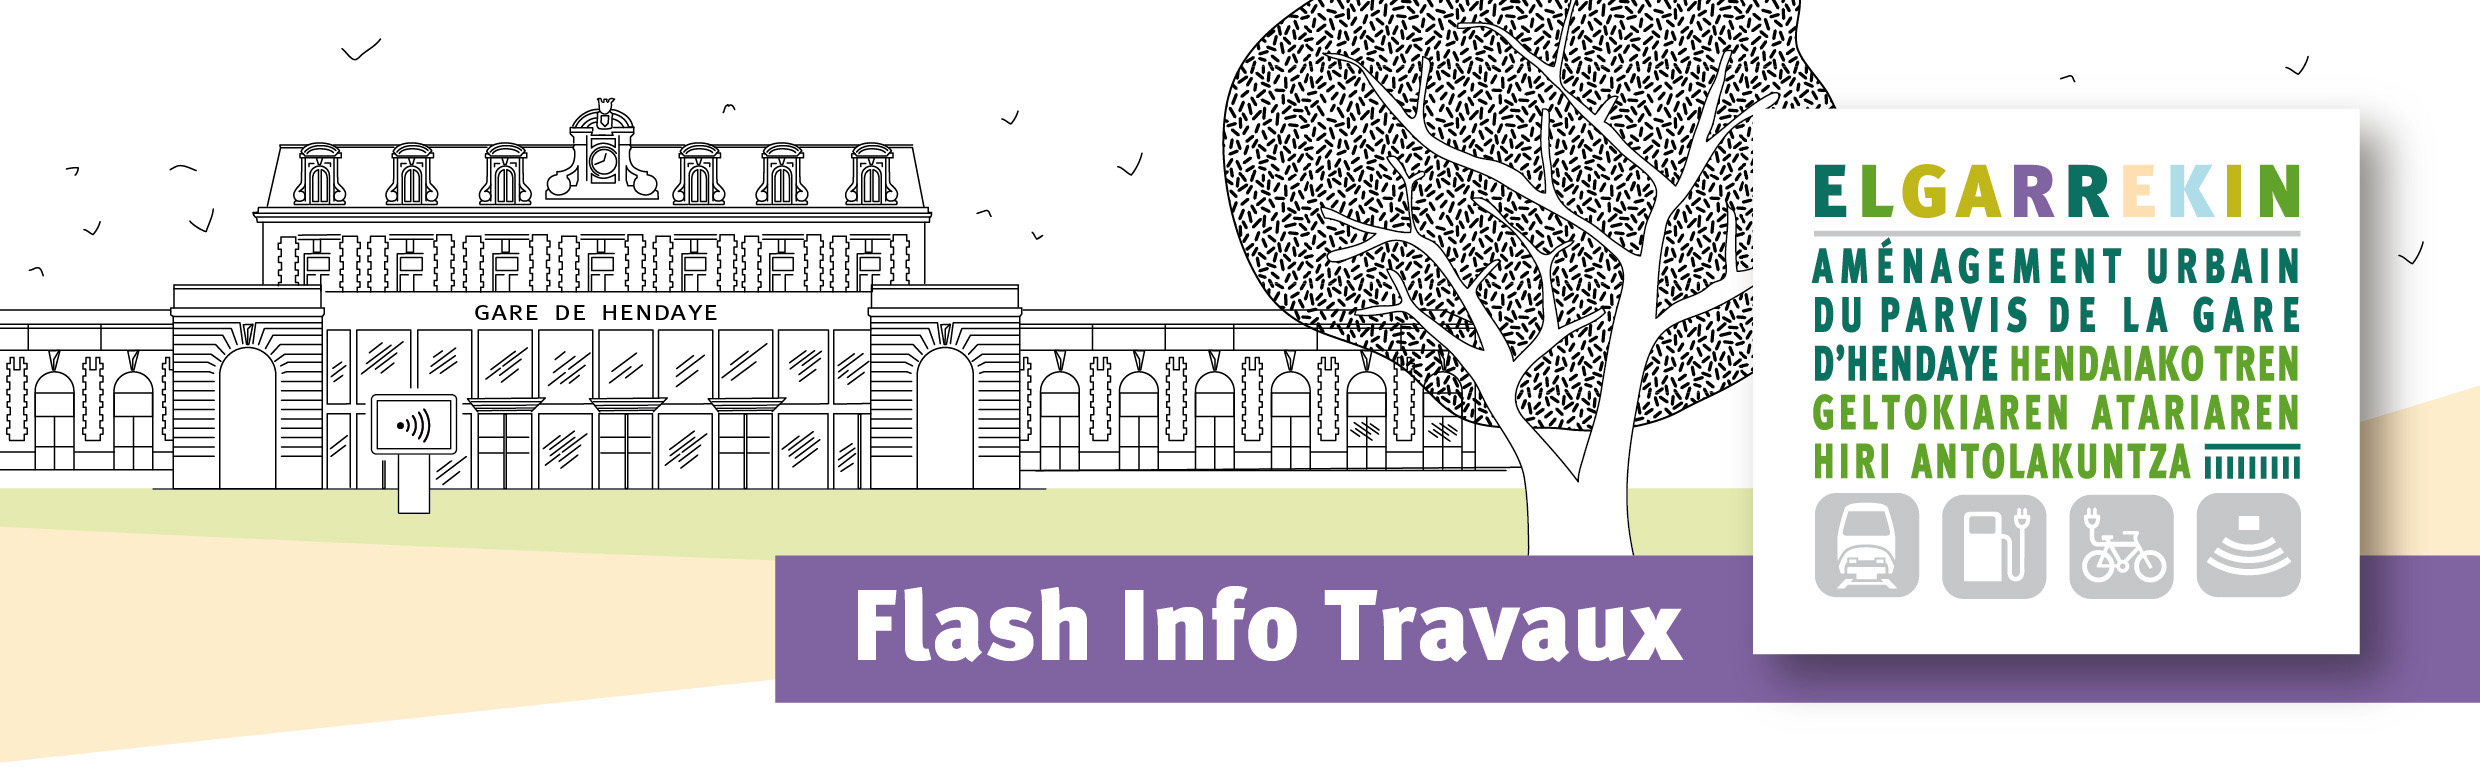 GARE DE HENDAYE
ELGARREKIN
AMÉNAGEMENT URBAIN
DU PARVIS DE LA GARE
D'HENDAYE HENDAIAKO TREN
GELTOKIAREN ATARIAREN
HIRI ANTOLAKUNTZA
Flash Info Travaux